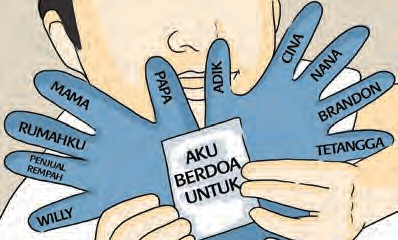 MAMA
PAPA
ADIK
CINA
NANA
BRANDON
TETANGGA
RUMAHKU
PENJUAL
REMPAH
WILLY
AKU
BERDOA
UNTUK